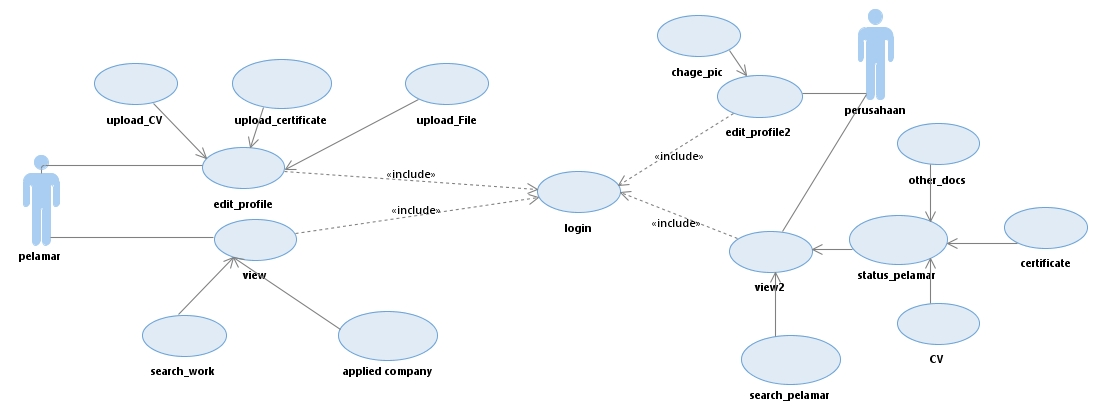 chage_pic
upload_CV
upload_certificate
upload_File
perusahaan
edit_profile2
«include»
other_docs
«include»
edit_profile
«include»
«include»
login
pelamar
view
certificate
status_pelamar
view2
CV
search_work
applied company
search_pelamar